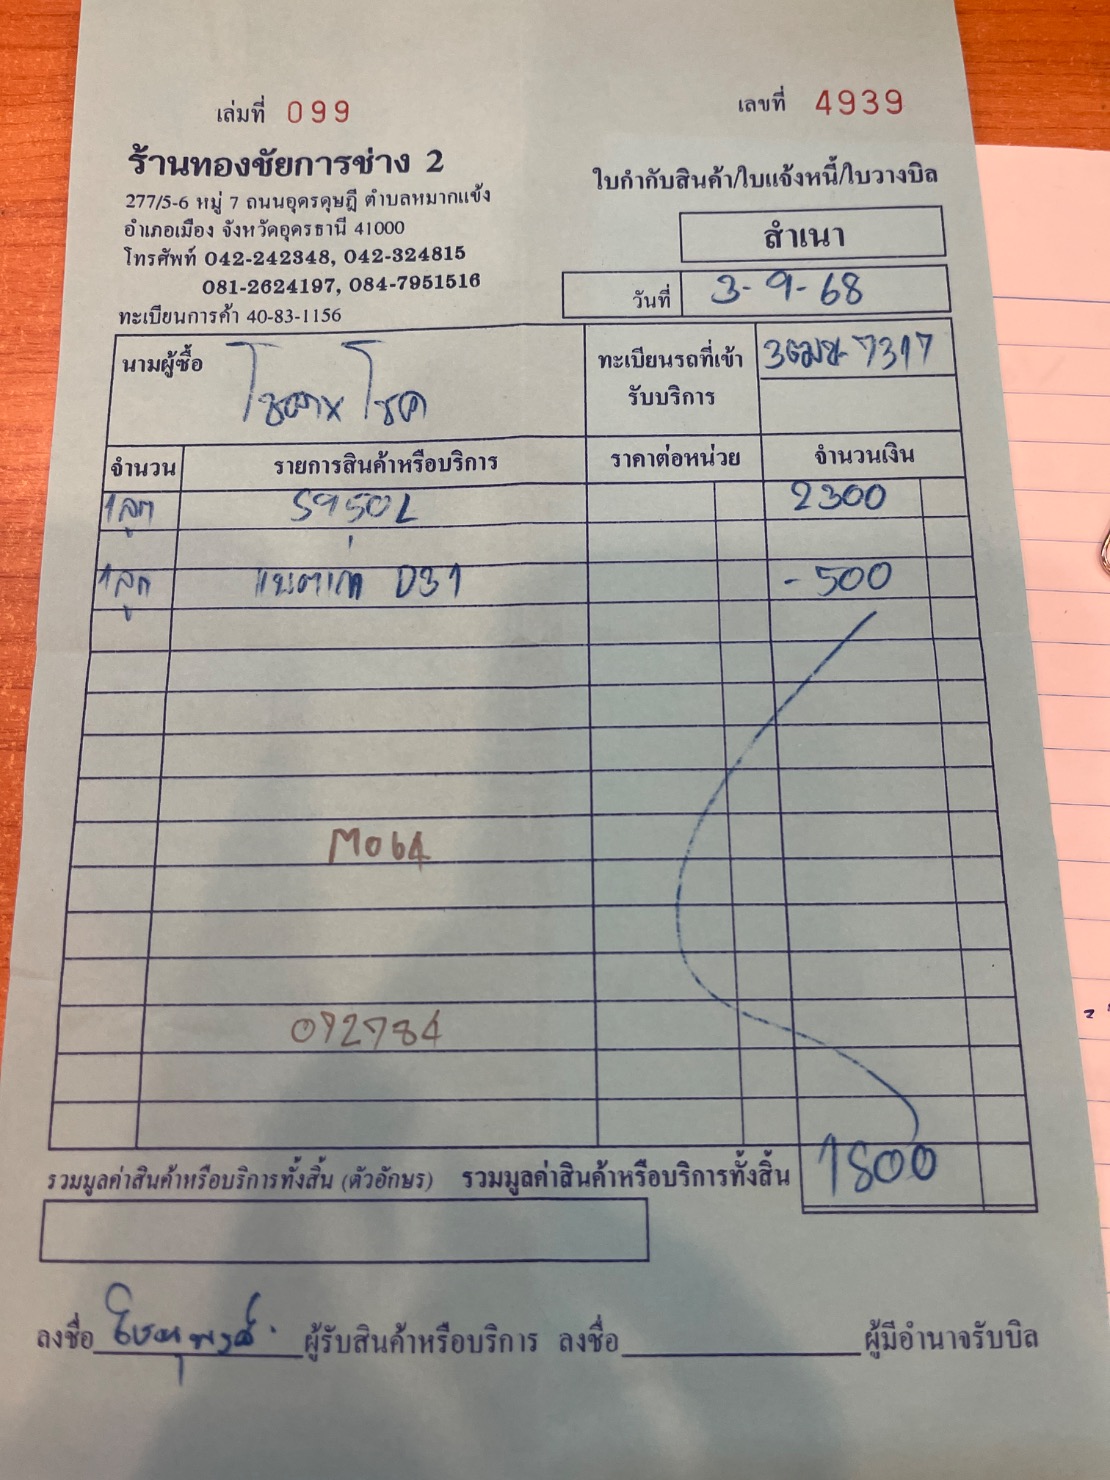 เล่มที่ 099
เลขที่ 4939
ร้านทองชัยการช่าง 2
277/5-6 หมู่ 7 ถนนอุดรดุษฎี ตำบลหมากแข้ง
อำเภอเมือง จังหวัดอุดรธานี 41000
โทรศัพท์ 042-242348, 042-324815
081-2624197, 084-7951516
ทะเบียนการค้า 40-83-1156
ใบกำกับสินค้า/ใบแจ้งหนี้/ใบวางบิล
สำเนา
วันที่ 3-9-68
นามผู้ซื้อ
ทะเบียนรถที่เข้ารับบริการ 7317
จำนวน รายการสินค้าหรือบริการ ราคาต่อหน่วย จำนวนเงิน
1 ลูก S950L 2300
1 ลูก แบตเก่า D31 -500
M064
092784
รวมมูลค่าสินค้าหรือบริการทั้งสิ้น (ตัวอักษร) รวมมูลค่าสินค้าหรือบริการทั้งสิ้น 1800
ลงชื่อ ผู้รับสินค้าหรือบริการ ลงชื่อ ผู้มีอำนาจรับบิล